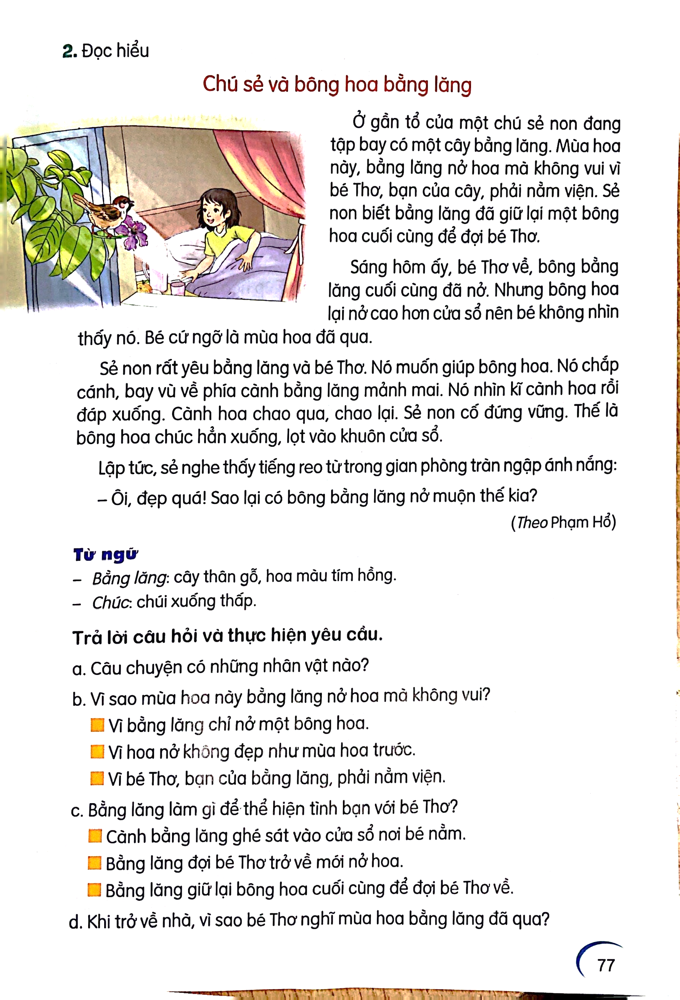 2. Đọc hiểu
Chú sẻ và bông hoa bằng lăng
Ở gần tổ của một chú sẻ non đang
tập bay có một cây bằng lăng. Mùa hoa
này, bằng lăng nở hoa mà không vui vì
bé Thơ, bạn của cây, phải nằm viện. Sẻ
non biết bằng lăng đã giữ lại một bông
hoa cuối cùng để đợi bé Thơ.
Sáng hôm ấy, bé Thơ về, bông bằng
lăng cuối cùng đã nở. Nhưng bông hoa
lại nở cao hơn cửa sổ nên bé không nhìn
thấy nó. Bé cứ ngỡ là mùa hoa đã qua.
Sẻ non rất yêu bằng lăng và bé Thơ. Nó muốn giúp bông hoa. Nó chắp
cánh, bay vù về phía cành bằng lăng mảnh mai. Nó nhìn kĩ cành hoa rồi
đáp xuống. Cành hoa chao qua, chao lại. Sẻ non cố đứng vững. Thế là
bông hoa chúc hẳn xuống, lọt vào khuôn cửa sổ.
Lập tức, sẻ nghe thấy tiếng reo từ trong gian phòng tràn ngập ánh nắng:
– Ôi, đẹp quá! Sao lại có bông bằng lăng nở muộn thế kia?
(Theo Phạm Hổ)
Từ ngữ
– Bằng lăng: cây thân gỗ, hoa màu tím hồng.
– Chúc: chúi xuống thấp.
Trả lời câu hỏi và thực hiện yêu cầu.
a. Câu chuyện có những nhân vật nào?
b. Vì sao mùa hoa này bằng lăng nở hoa mà không vui?
Vì bằng lăng chỉ nở một bông hoa.
Vì hoa nở không đẹp như mùa hoa trước.
Vì bé Thơ, bạn của bằng lăng, phải nằm viện.
c. Bằng lăng làm gì để thể hiện tình bạn với bé Thơ?
Cành bằng lăng ghé sát vào cửa sổ nơi bé nằm.
Bằng lăng đợi bé Thơ trở về mới nở hoa.
Bằng lăng giữ lại bông hoa cuối cùng để đợi bé Thơ về.
d. Khi trở về nhà, vì sao bé Thơ nghĩ mùa hoa bằng lăng đã qua?
77